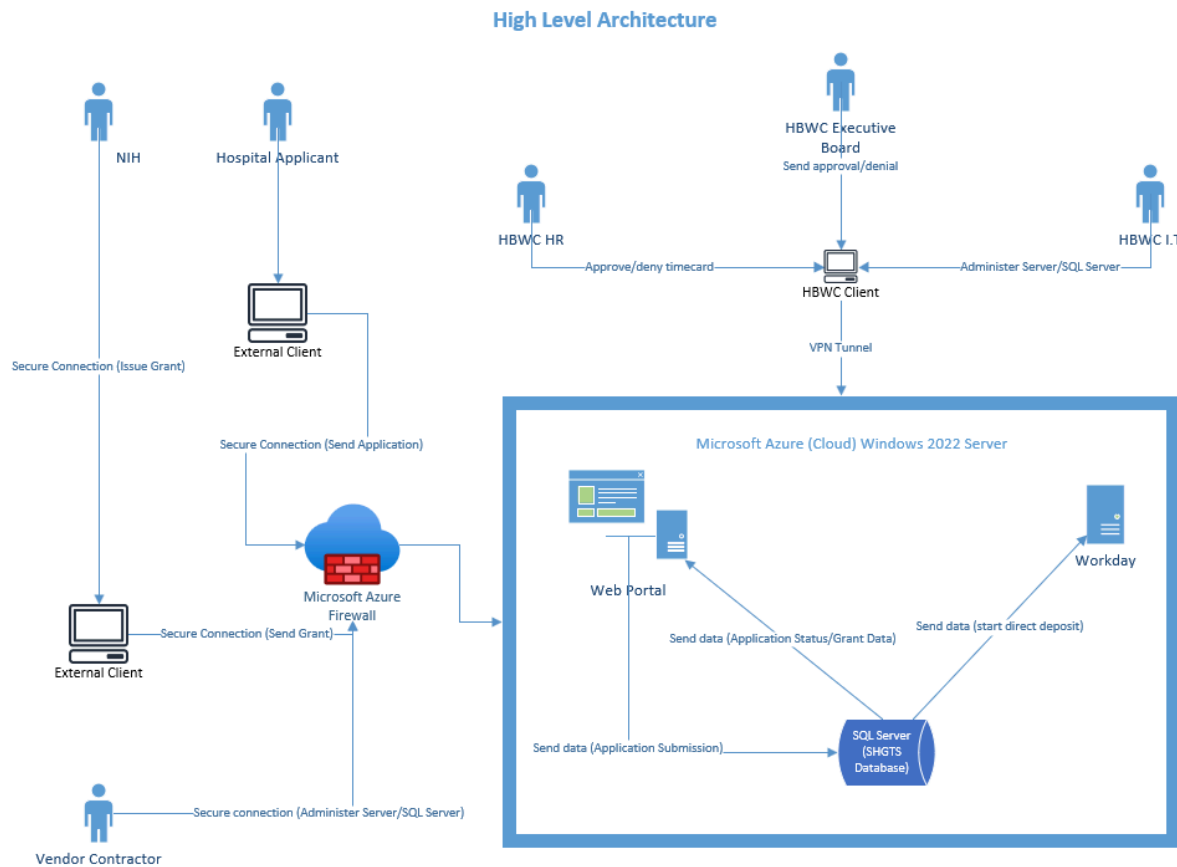 High Level Architecture
NIH
Hospital Applicant
HBWC Executive
Board
Send approval/denial
HBWC HR
HBWC I.T
Approve/deny timecard
Administer Server/SQL Server
HBWC Client
External Client
VPN Tunnel
Secure Connection (Issue Grant)
Secure Connection (Send Application)
Microsoft Azure (Cloud) Windows 2022 Server
Web Portal
Workday
Microsoft Azure
Firewall
Secure Connection (Send Grant)
External Client
Send data (Application Status/Grant Data)
Send data (start direct deposit)
Send data (Application Submission)
SQL Server
(SHGTS
Database)
Secure connection (Administer Server/SQL Server)
Vendor Contractor